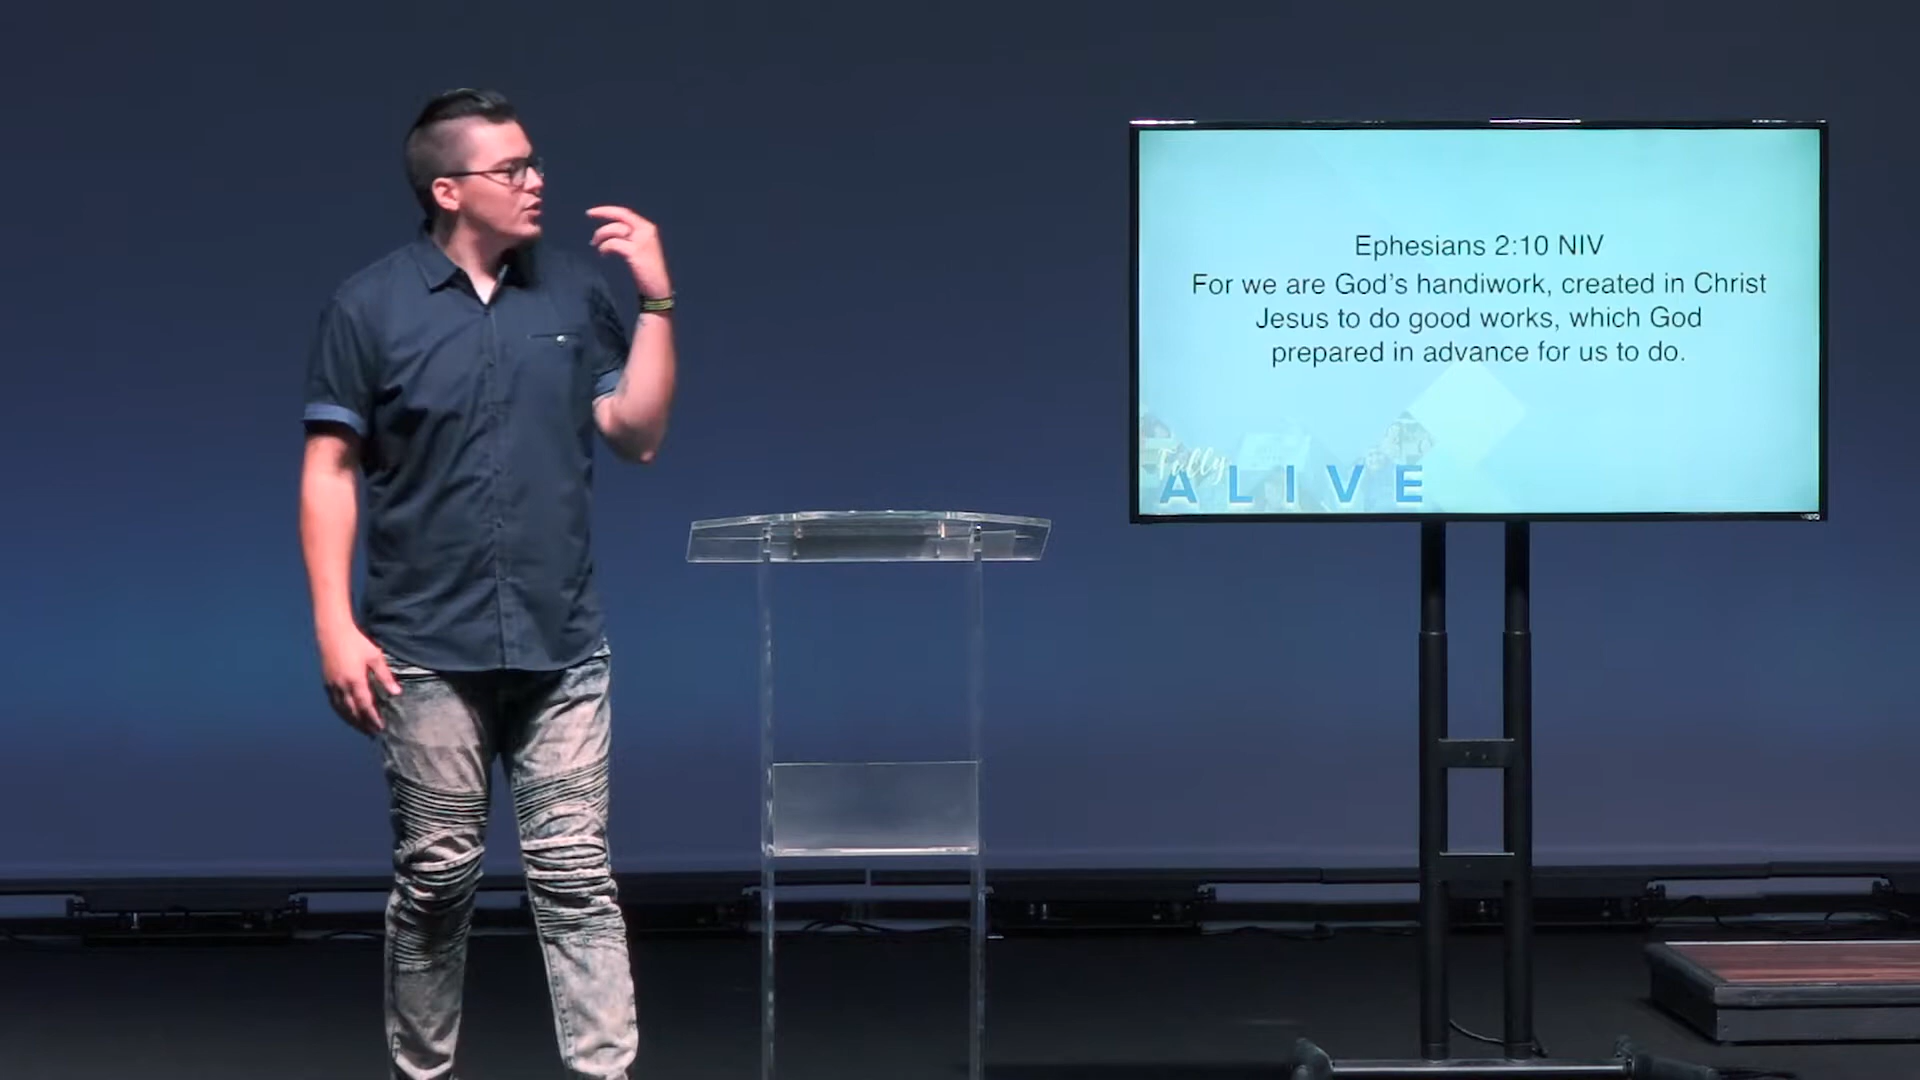 Ephesians 2:10 NIV
For we are God's handiwork, created in Christ
Jesus to do good works, which God
prepared in advance for us to do.
Fully
ALIVE